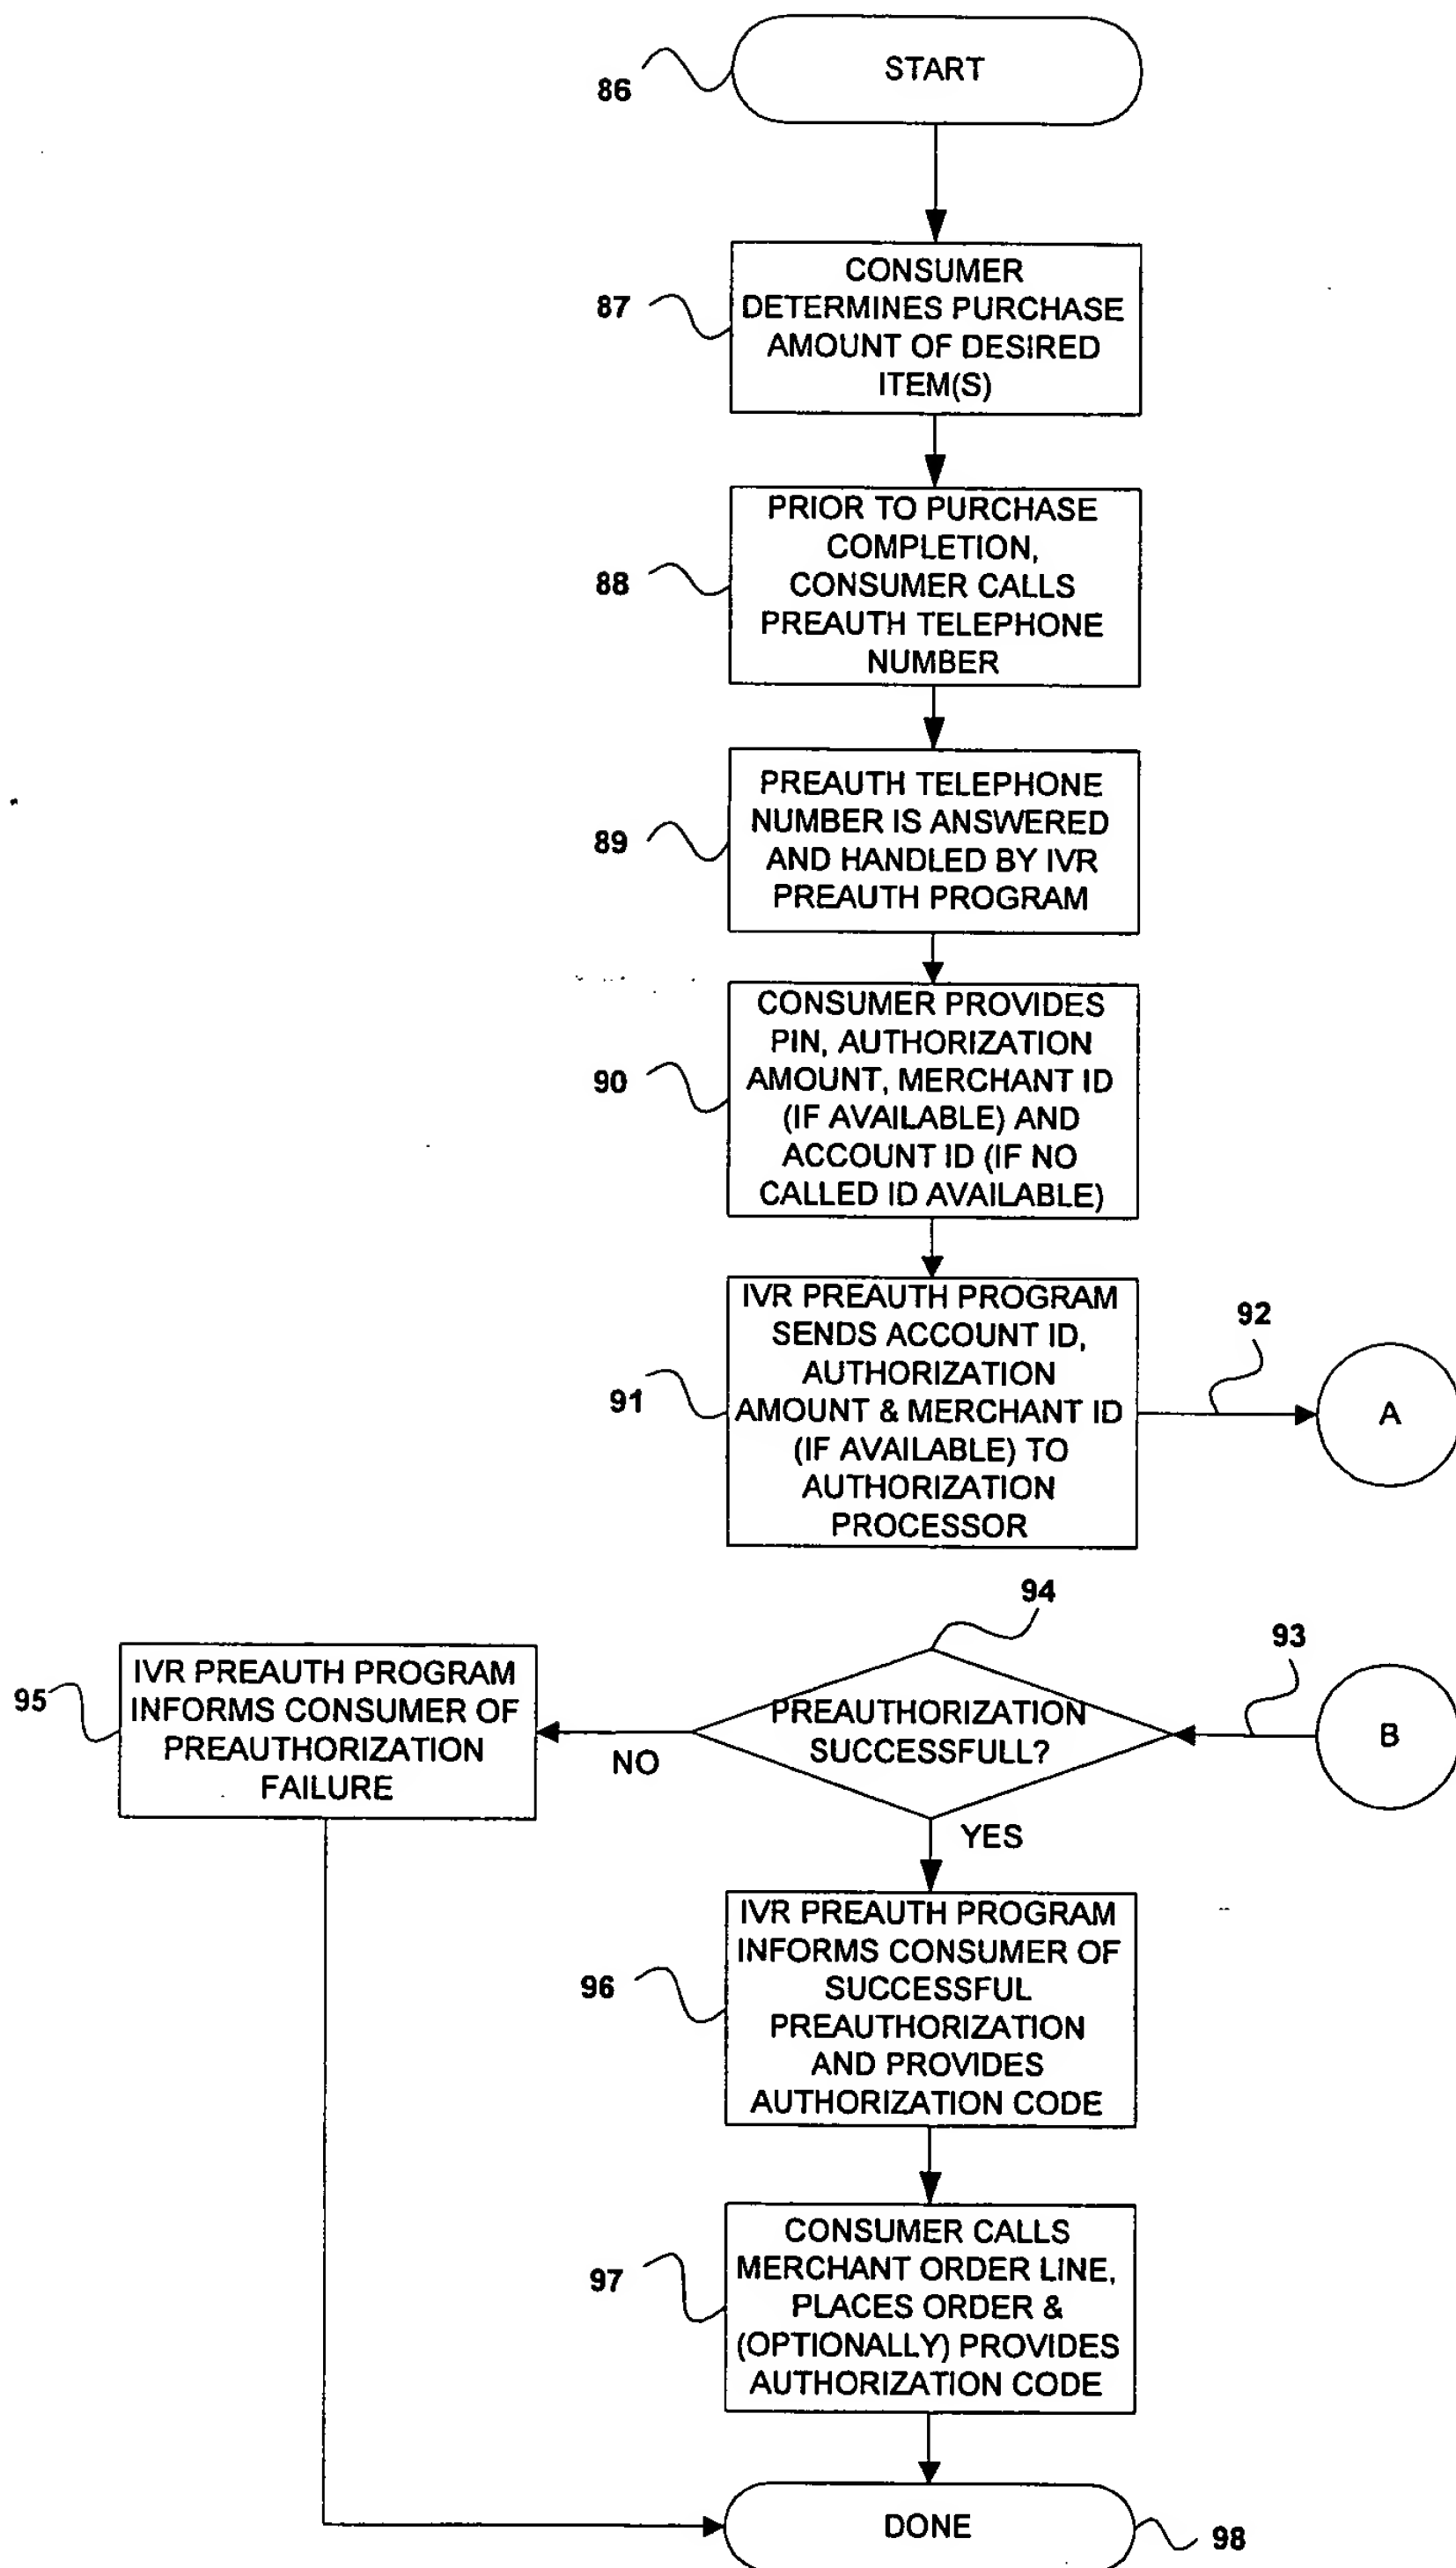 START
86
CONSUMER
DETERMINES PURCHASE
AMOUNT OF DESIRED
ITEM(S)
87
PRIOR TO PURCHASE
COMPLETION,
CONSUMER CALLS
PREAUTH TELEPHONE
NUMBER
88
PREAUTH TELEPHONE
NUMBER IS ANSWERED
AND HANDLED BY IVR
PREAUTH PROGRAM
89
CONSUMER PROVIDES
PIN, AUTHORIZATION
AMOUNT, MERCHANT ID
(IF AVAILABLE) AND
ACCOUNT ID (IF NO
CALLED ID AVAILABLE)
90
IVR PREAUTH PROGRAM
SENDS ACCOUNT ID,
AUTHORIZATION
AMOUNT & MERCHANT ID
(IF AVAILABLE) TO
AUTHORIZATION
PROCESSOR
91
92
A
94
93
B
PREAUTHORIZATION
SUCCESSFULL?
NO
YES
95
IVR PREAUTH PROGRAM
INFORMS CONSUMER OF
PREAUTHORIZATION
FAILURE
IVR PREAUTH PROGRAM
INFORMS CONSUMER OF
SUCCESSFUL
PREAUTHORIZATION
AND PROVIDES
AUTHORIZATION CODE
96
CONSUMER CALLS
MERCHANT ORDER LINE,
PLACES ORDER &
(OPTIONALLY) PROVIDES
AUTHORIZATION CODE
97
DONE
98